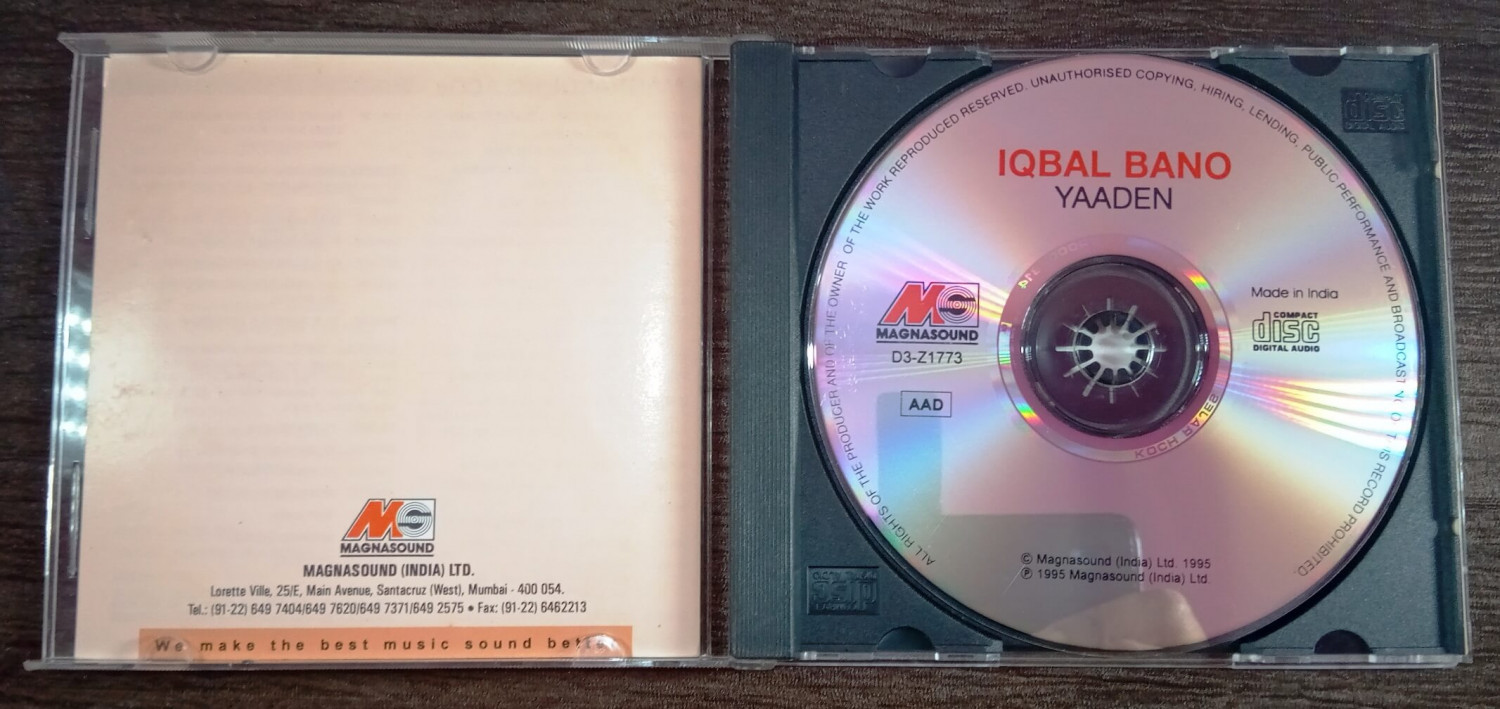 MAGNASOUND
MAGNASOUND (INDIA) LTD.
Lorette Ville, 25/E, Main Avenue, Santacruz (West), Mumbai - 400 054.
Tel.: (91-22) 649 7404/649 7620/649 7371/649 2575 • Fax: (91-22) 6462213
We make the best music sound
ALL RIGHTS OF THE PRODUCER AND OF THE OWNER OF THE WORK REPRODUCED RESERVED. UNAUTHORISED COPYING, HIRING, LENDING, PUBLIC PERFORMANCE AND BROADCAST RECORD PROHIBITED.
IQBAL BANO
YAADEN
MAGNASOUND
D3-Z1773
AAD
Made in India
COMPACT
disc
DIGITAL AUDIO
KOCH
© Magnasound (India) Ltd. 1995
℗ 1995 Magnasound (India) Ltd.
disc